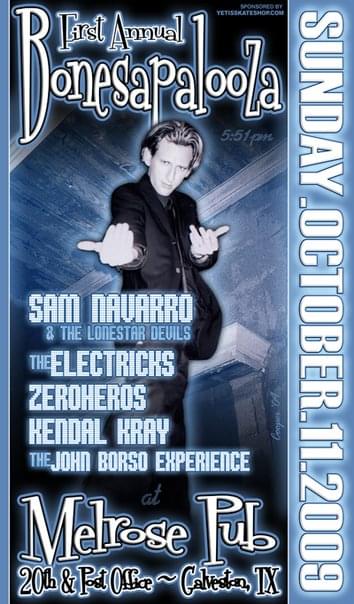 SPONSORED BY
YETISSKATESHOP.COM
First Annual
Bonesapalooza
5:51pm
SAM NAVARRO
& THE LONESTAR DEVILS
THE ELECTRICKS
ZEROHEROS
KENDAL KRAY
THE JOHN BORSO EXPERIENCE
at
Melrose Pub
20th & Post Office ~ Galveston, TX
SUNDAY.OCTOBER.11.2009